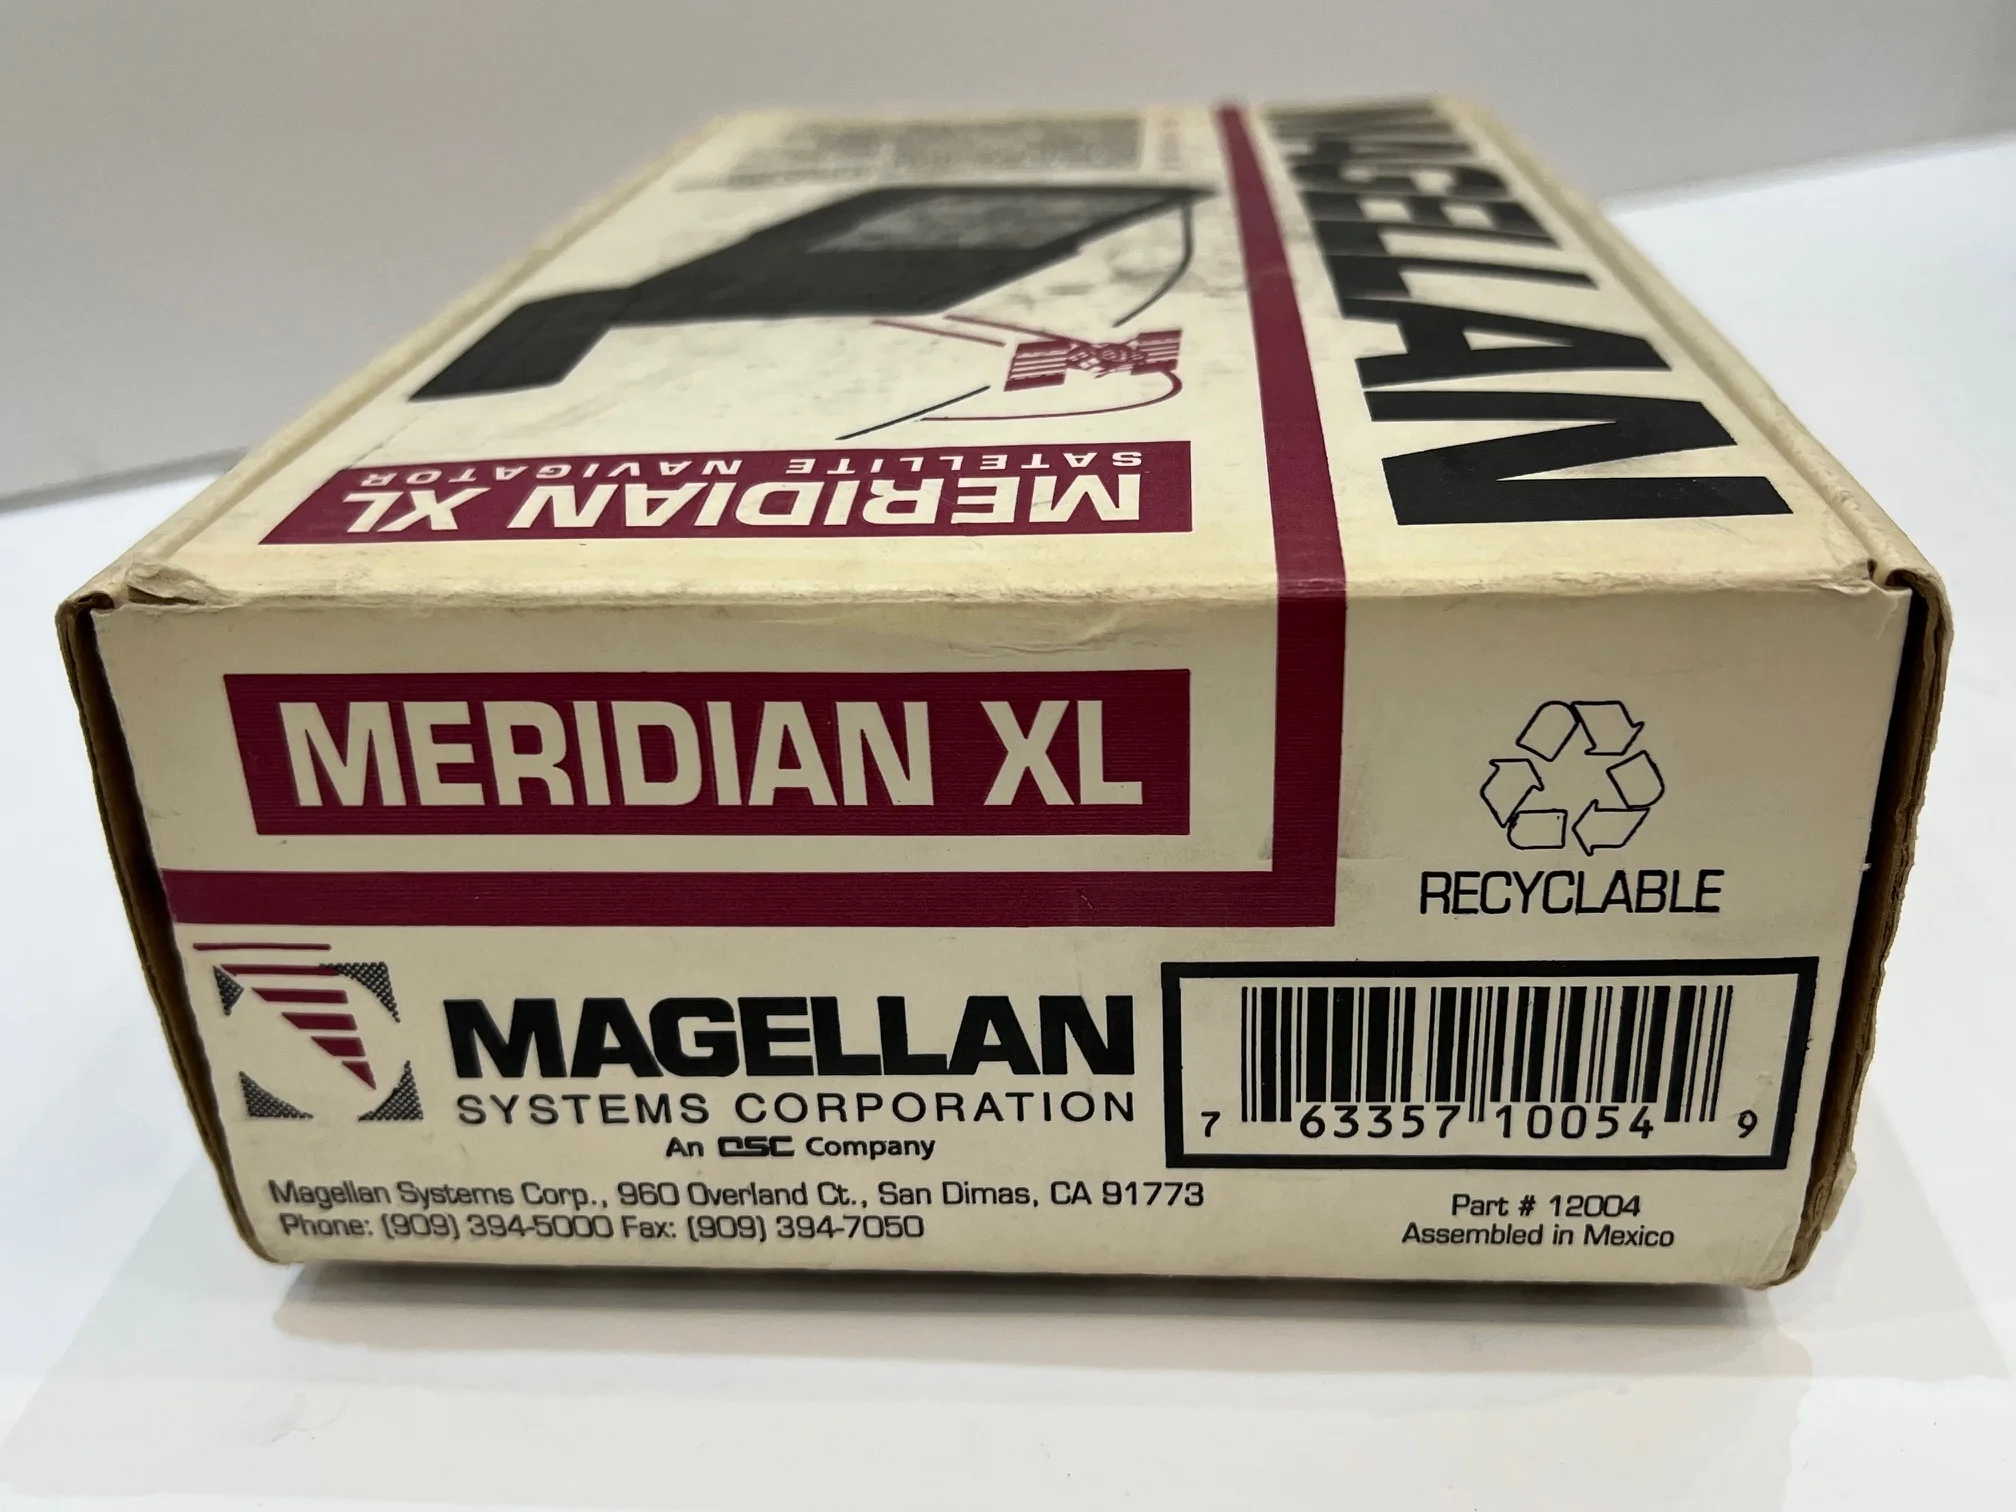 MAGELLAN
MERIDIAN XL
SATELLITE NAVIGATOR
MERIDIAN XL
RECYCLABLE
MAGELLAN
SYSTEMS CORPORATION
An OSC Company
Magellan Systems Corp., 960 Overland Ct., San Dimas, CA 91773
Phone: (909) 394-5000 Fax: (909) 394-7050
7 63357 10054 9
Part # 12004
Assembled in Mexico